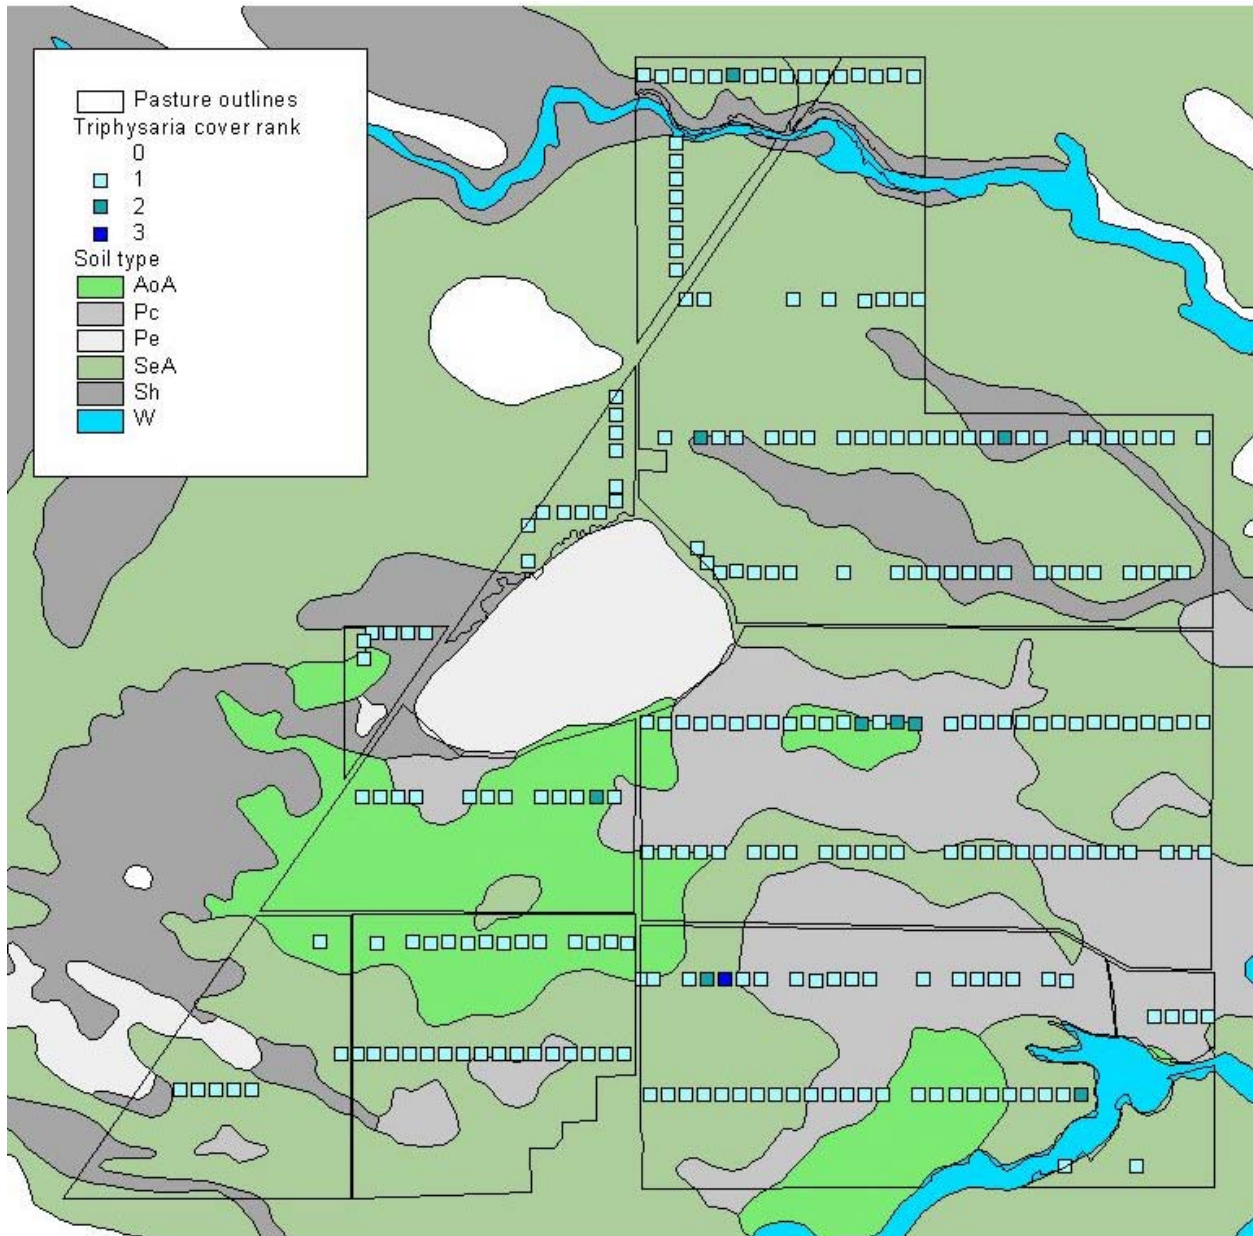 Pasture outlines
Triphysaria cover rank
0
1
2
3
Soil type
AoA
Pc
Pe
SeA
Sh
W